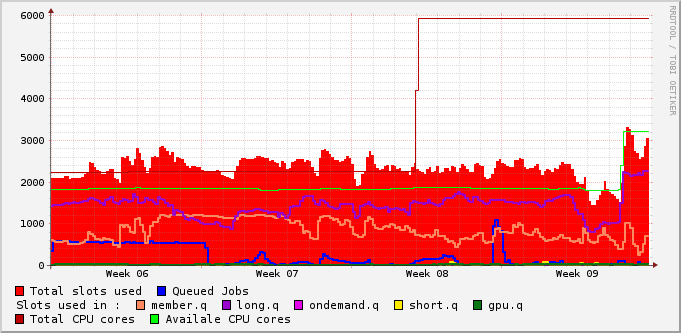 RRDTOOL / TOBI OETIKER
6000
5000
4000
3000
2000
1000
0
Week 06 Week 07 Week 08 Week 09
Total slots used Queued Jobs
Slots used in : member.q long.q ondemand.q short.q gpu.q
Total CPU cores Availale CPU cores